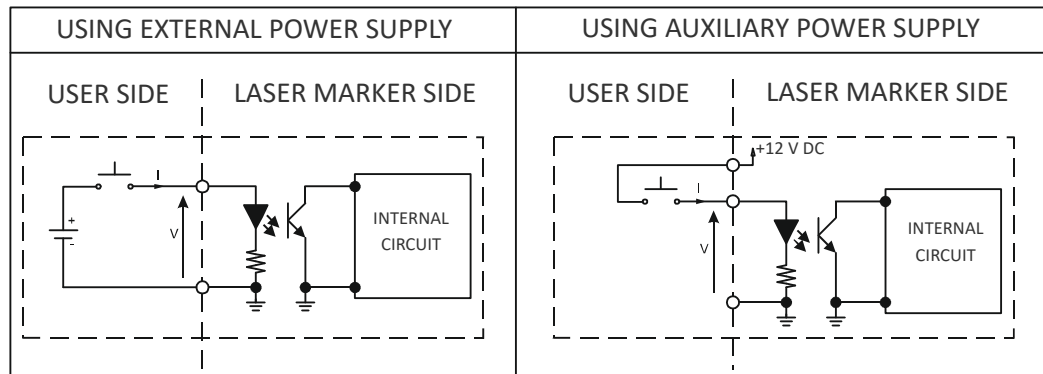 USING EXTERNAL POWER SUPPLY
USING AUXILIARY POWER SUPPLY
USER SIDE
LASER MARKER SIDE
I
+
-
V
INTERNAL
CIRCUIT
USER SIDE
LASER MARKER SIDE
+12 V DC
I
V
INTERNAL
CIRCUIT